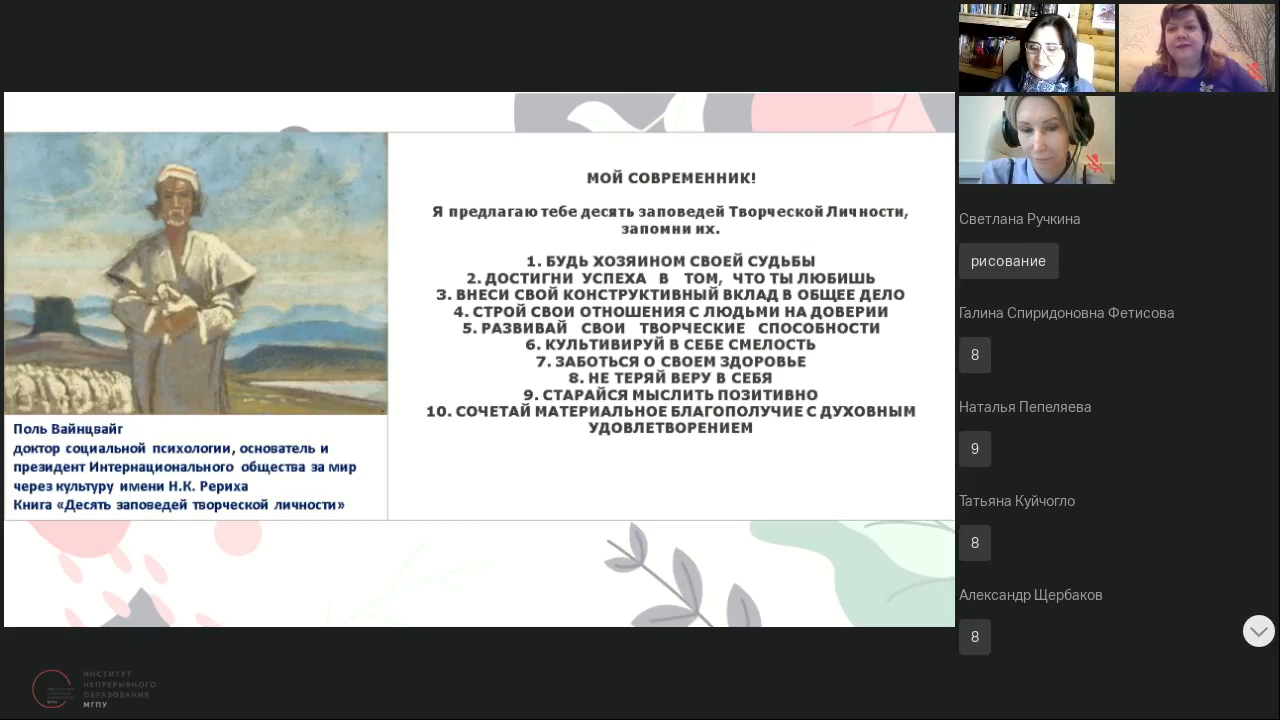 МОЙ СОВРЕМЕННИК!
Я предлагаю тебе десять заповедей Творческой Личности,
запомни их.
1. БУДЬ ХОЗЯИНОМ СВОЕЙ СУДЬБЫ
2. ДОСТИГНИ УСПЕХА В ТОМ, ЧТО ТЫ ЛЮБИШЬ
3. ВНЕСИ СВОЙ КОНСТРУКТИВНЫЙ ВКЛАД В ОБЩЕЕ ДЕЛО
4. СТРОЙ СВОИ ОТНОШЕНИЯ С ЛЮДЬМИ НА ДОВЕРИИ
5. РАЗВИВАЙ СВОИ ТВОРЧЕСКИЕ СПОСОБНОСТИ
6. КУЛЬТИВИРУЙ В СЕБЕ СМЕЛОСТЬ
7. ЗАБОТЬСЯ О СВОЕМ ЗДОРОВЬЕ
8. НЕ ТЕРЯЙ ВЕРУ В СЕБЯ
9. СТАРАЙСЯ МЫСЛИТЬ ПОЗИТИВНО
10. СОЧЕТАЙ МАТЕРИАЛЬНОЕ БЛАГОПОЛУЧИЕ С ДУХОВНЫМ
УДОВЛЕТВОРЕНИЕМ
Поль Вайнцвайг
доктор социальной психологии, основатель и
президент Интернационального общества за мир
через культуру имени Н.К. Рериха
Книга «Десять заповедей творческой личности»
Светлана Ручкина
рисование
Галина Спиридоновна Фетисова
8
Наталья Пепеляева
9
Татьяна Куйчогло
8
Александр Щербаков
8
ИНСТИТУТ
НЕПРЕРЫВНОГО
ОБРАЗОВАНИЯ
МГПУ